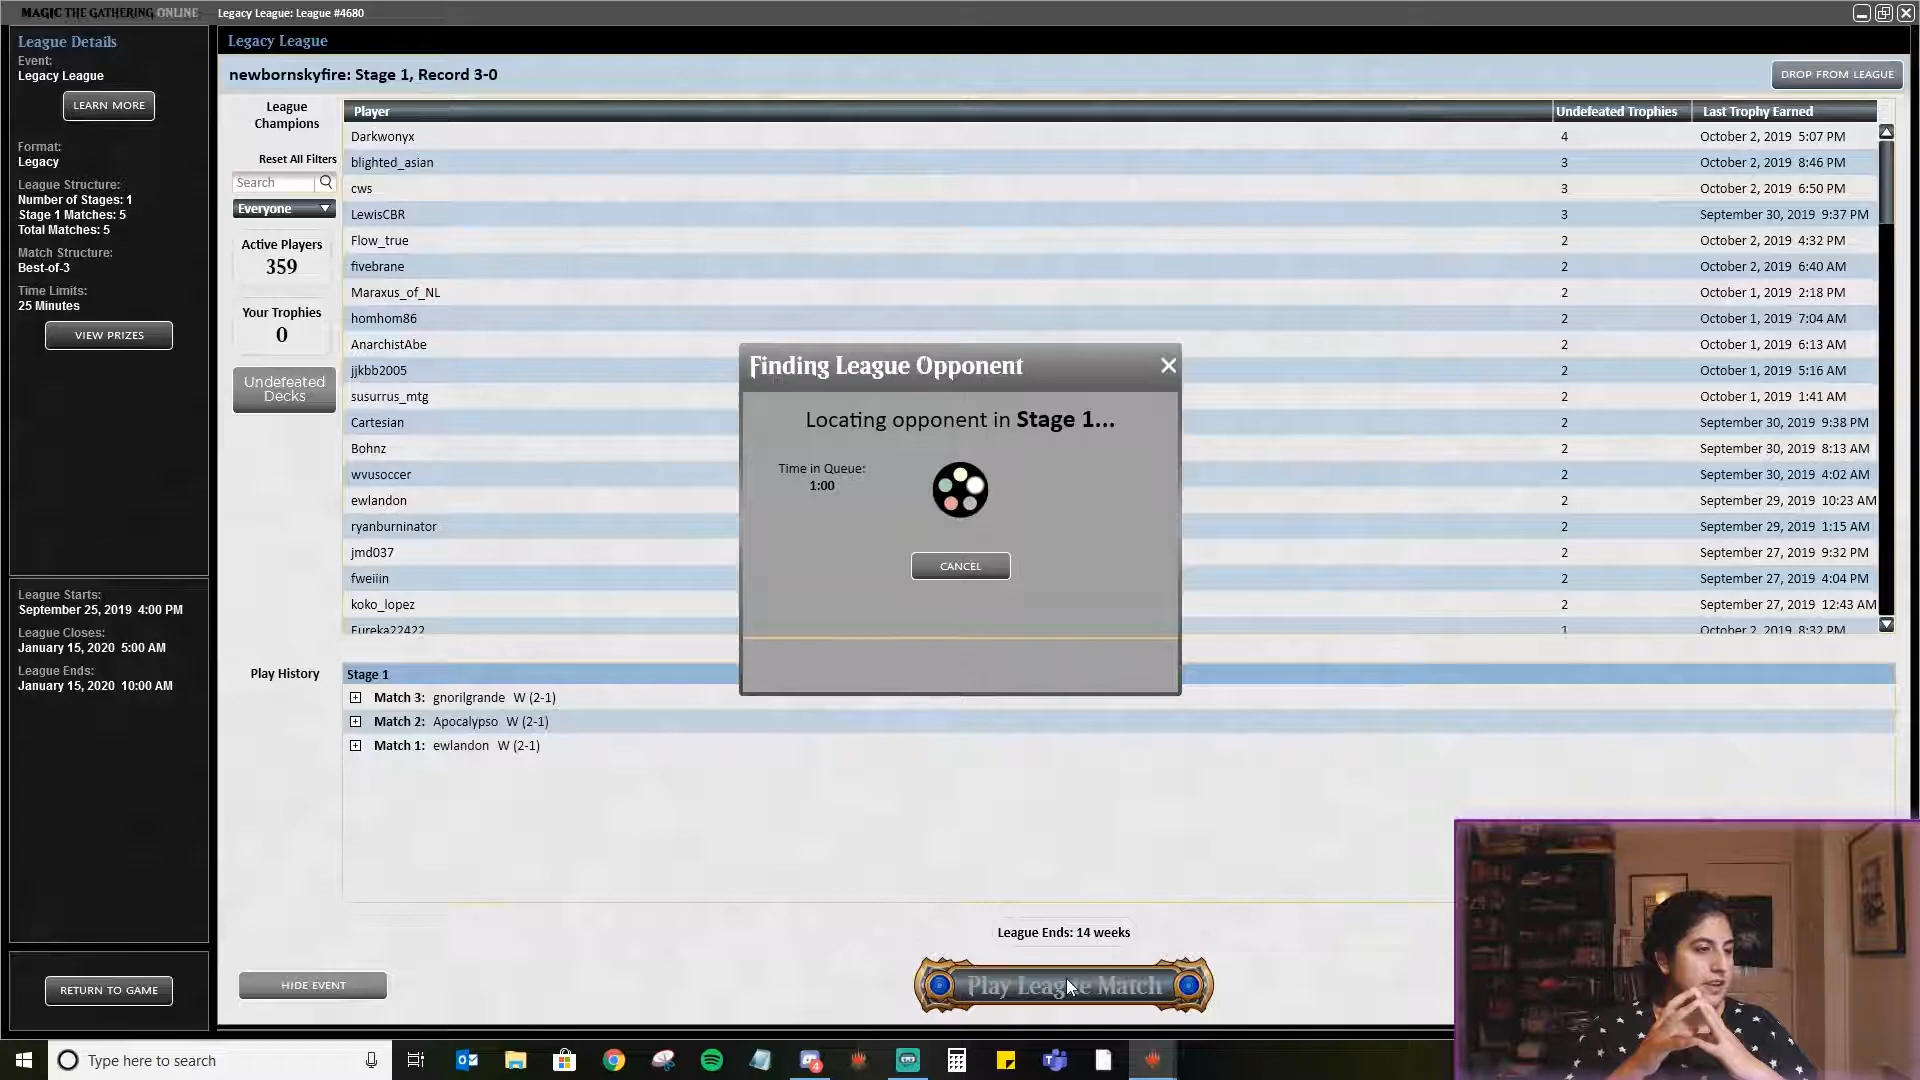 MAGIC THE GATHERING ONLINE
Legacy League: League #4680
League Details
Event:
Legacy League
LEARN MORE
Format:
Legacy
League Structure:
Number of Stages: 1
Stage 1 Matches: 5
Total Matches: 5
Match Structure:
Best-of-3
Time Limits:
25 Minutes
VIEW PRIZES
League Starts:
September 25, 2019 4:00 PM
League Closes:
January 15, 2020 5:00 AM
League Ends:
January 15, 2020 10:00 AM
RETURN TO GAME
Legacy League
newbornskyfire: Stage 1, Record 3-0
DROP FROM LEAGUE
League
Champions
Reset All Filters
Search
Everyone
Active Players
359
Your Trophies
0
Undefeated
Decks
Player Undefeated Trophies Last Trophy Earned
Darkwonyx 4 October 2, 2019 5:07 PM
blighted_asian 3 October 2, 2019 8:46 PM
cws 3 October 2, 2019 6:50 PM
LewisCBR 3 September 30, 2019 9:37 PM
Flow_true 2 October 2, 2019 4:32 PM
fivebrane 2 October 2, 2019 6:40 AM
Maraxus_of_NL 2 October 1, 2019 2:18 PM
homhom86 2 October 1, 2019 7:04 AM
AnarchistAbe 2 October 1, 2019 6:13 AM
jjkbb2005 2 October 1, 2019 5:16 AM
susurrus_mtg 2 October 1, 2019 1:41 AM
Cartesian 2 September 30, 2019 9:38 PM
Bohnz 2 September 30, 2019 8:13 AM
wvusoccer 2 September 30, 2019 4:02 AM
ewlandon 2 September 29, 2019 10:23 AM
ryanburninator 2 September 29, 2019 1:15 AM
jmd037 2 September 27, 2019 9:32 PM
fweiiin 2 September 27, 2019 4:04 PM
koko_lopez 2 September 27, 2019 12:43 AM
Eureka22422 1 October 2, 2019 8:32 PM
Finding League Opponent
Locating opponent in Stage 1...
Time in Queue:
1:00
CANCEL
Play History
Stage 1
Match 3: gnorilgrande W (2-1)
Match 2: Apocalypso W (2-1)
Match 1: ewlandon W (2-1)
League Ends: 14 weeks
HIDE EVENT
Play League Match
Type here to search
4